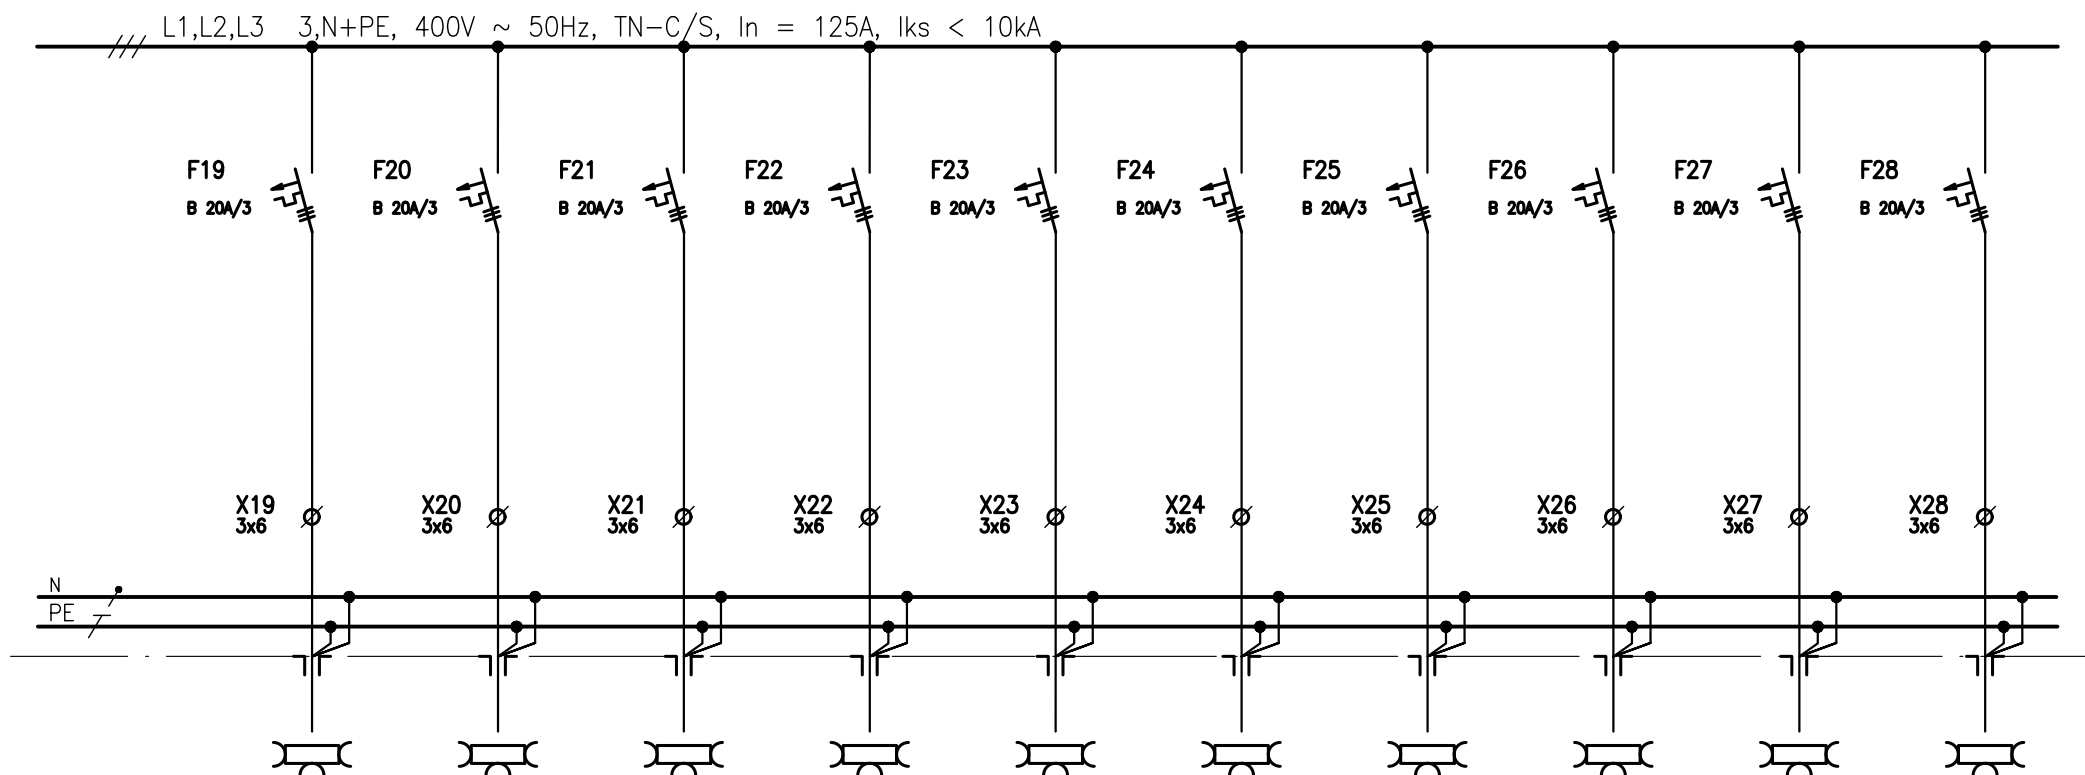 L1,L2,L3 3,N+PE, 400V ~ 50Hz, TN-C/S, In = 125A, Iks < 10kA
F19 F20 F21 F22 F23 F24 F25 F26 F27 F28
B 20A/3 B 20A/3 B 20A/3 B 20A/3 B 20A/3 B 20A/3 B 20A/3 B 20A/3 B 20A/3 B 20A/3
X19 X20 X21 X22 X23 X24 X25 X26 X27 X28
3x6 3x6 3x6 3x6 3x6 3x6 3x6 3x6 3x6 3x6
N
PE